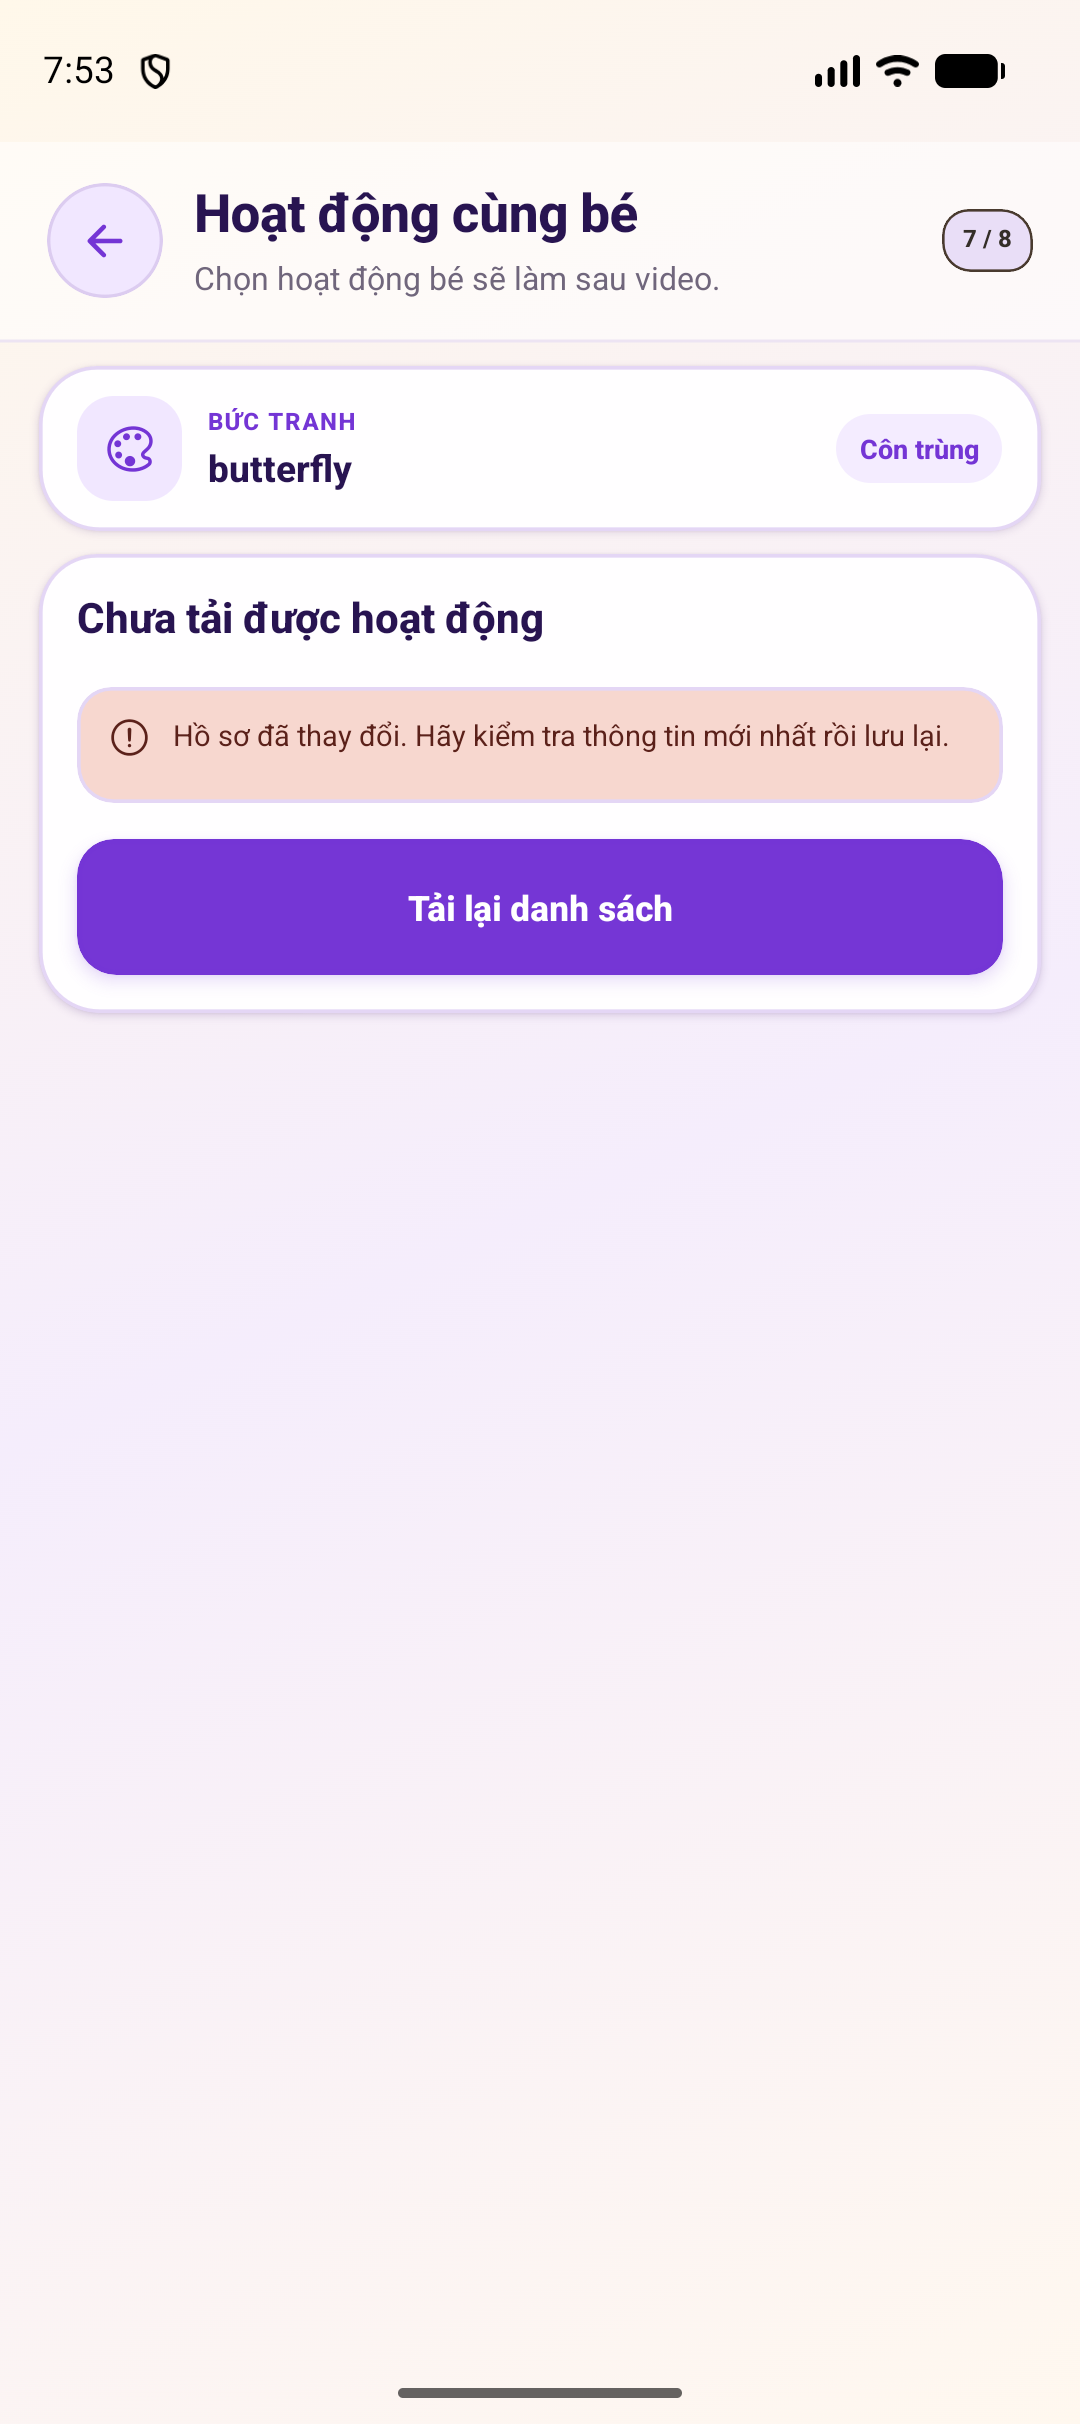 7:53
Hoạt động cùng bé
Chọn hoạt động bé sẽ làm sau video.
7 / 8
BỨC TRANH
butterfly
Côn trùng
Chưa tải được hoạt động
Hồ sơ đã thay đổi. Hãy kiểm tra thông tin mới nhất rồi lưu lại.
Tải lại danh sách